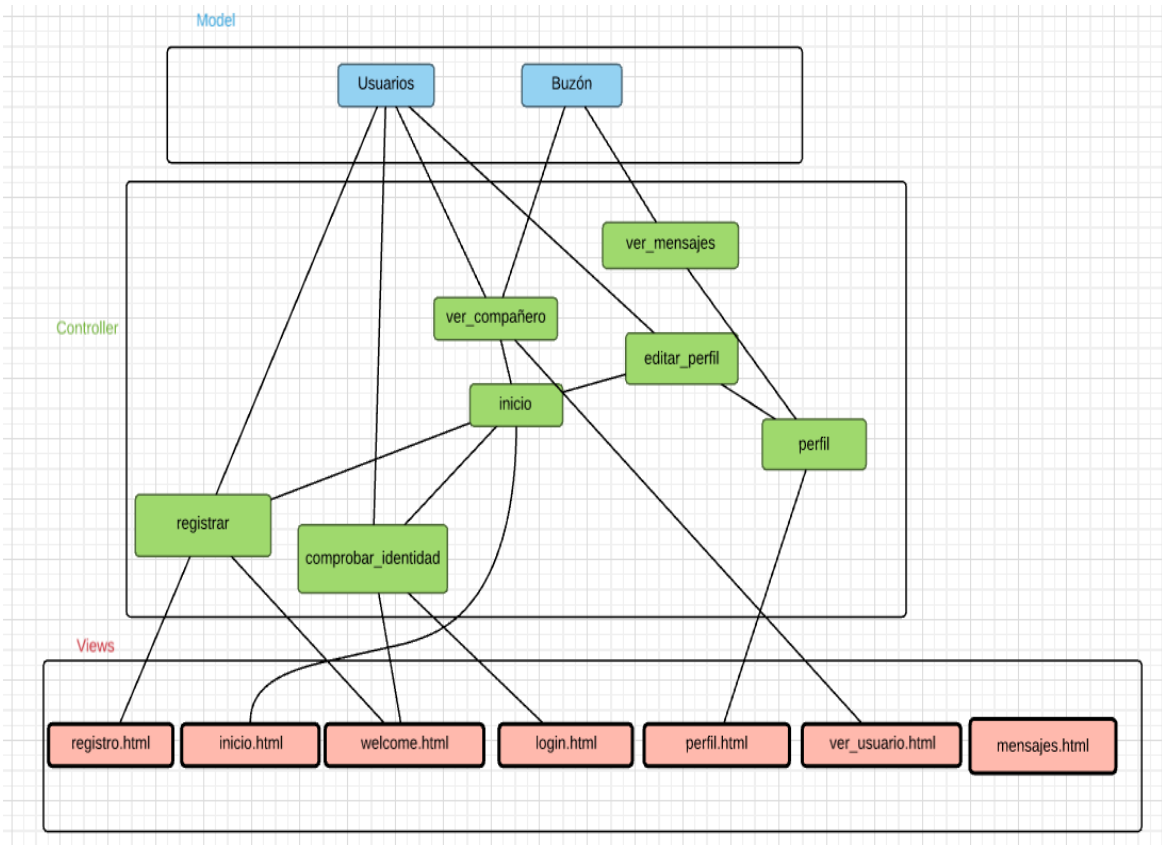 Model
Usuarios
Buzón
Controller
ver_mensajes
ver_compañero
editar_perfil
inicio
perfil
registrar
comprobar_identidad
Views
registro.html
inicio.html
welcome.html
login.html
perfil.html
ver_usuario.html
mensajes.html